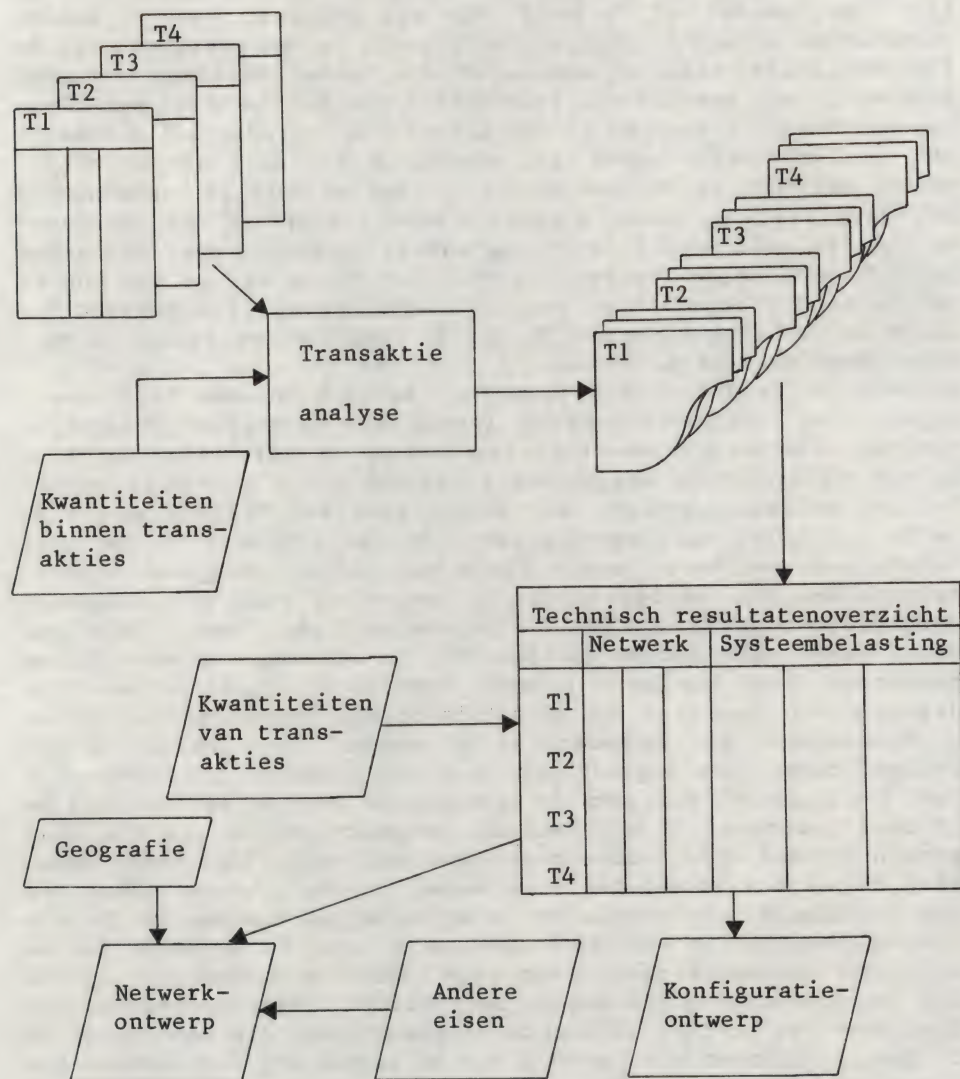 T4
T3
T2
T1
T4
T3
T2
T1
Transaktie
analyse
Kwantiteiten
binnen trans-
akties
Technisch resultatenoverzicht
Netwerk Systeembelasting
T1
T2
T3
T4
Kwantiteiten
van trans-
akties
Geografie
Netwerk-
ontwerp
Andere
eisen
Konfiguratie-
ontwerp